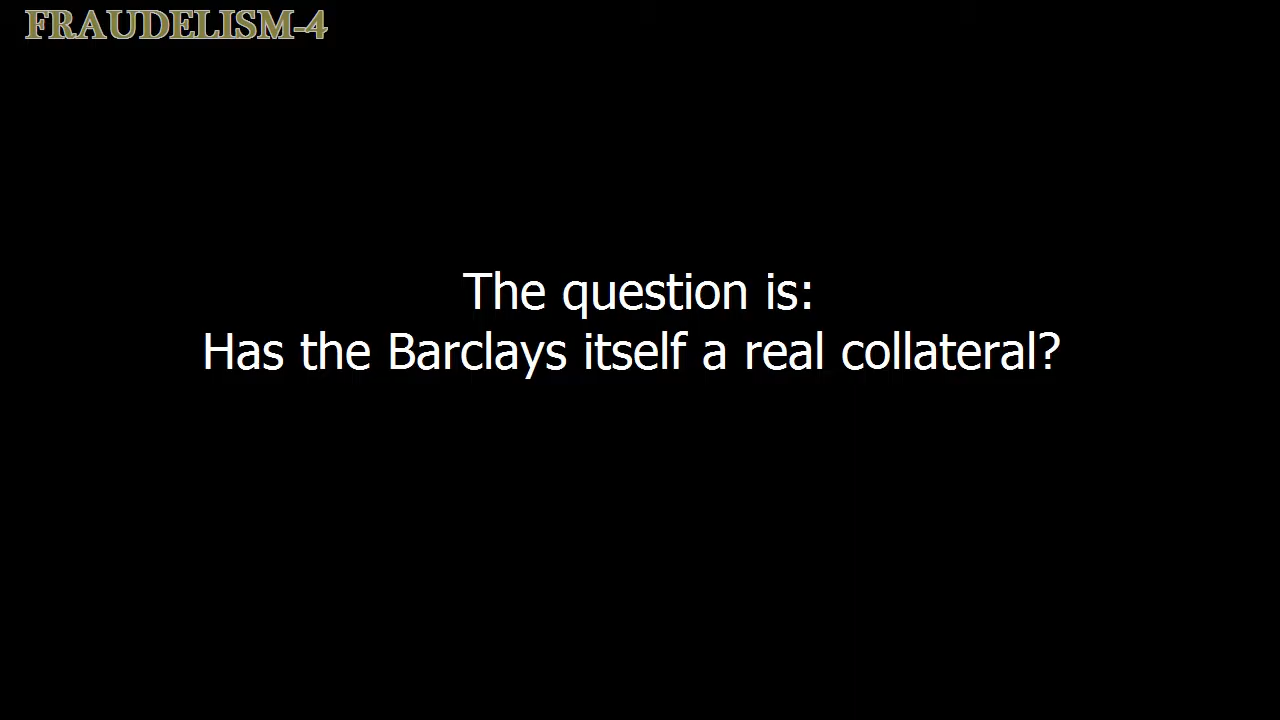 FRAUDELISM-4
The question is:
Has the Barclays itself a real collateral?